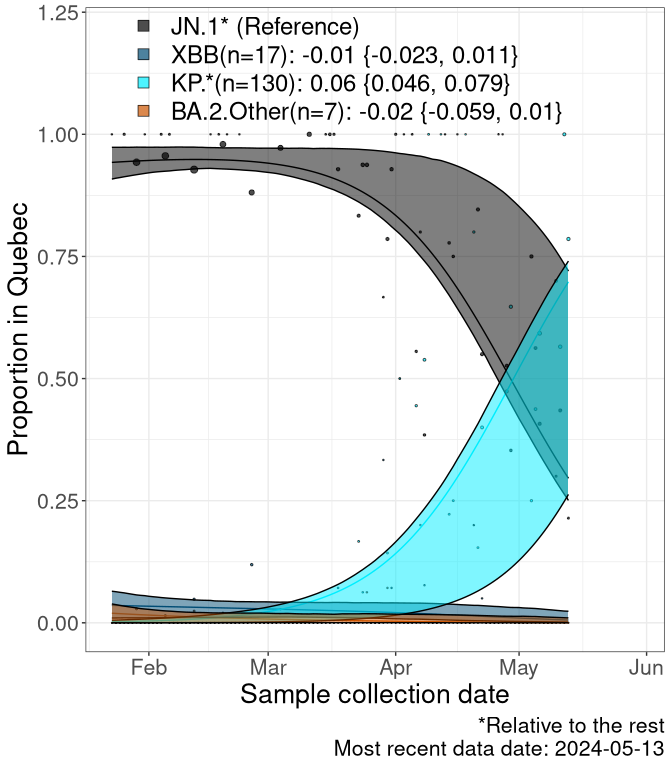 JN.1* (Reference)
XBB(n=17): -0.01 {-0.023, 0.011}
KP.*(n=130): 0.06 {0.046, 0.079}
BA.2.Other(n=7): -0.02 {-0.059, 0.01}
Proportion in Quebec
1.25
1.00
0.75
0.50
0.25
0.00
Feb Mar Apr May Jun
Sample collection date
*Relative to the rest
Most recent data date: 2024-05-13